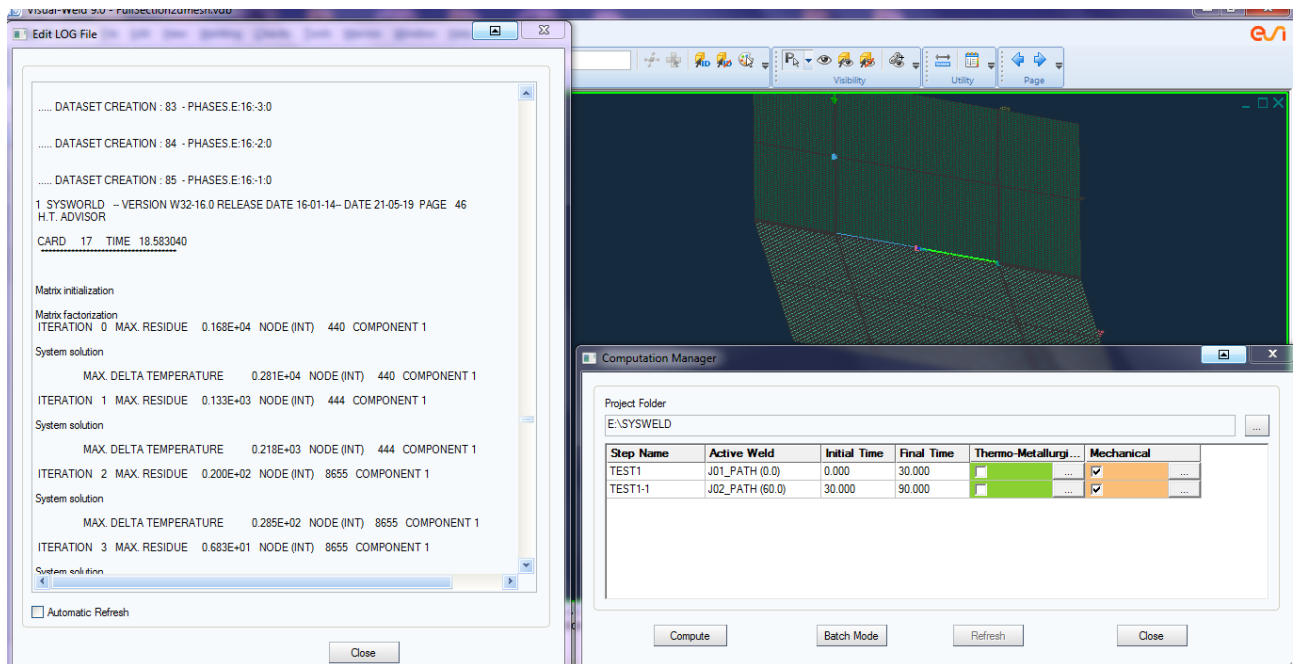 Visual-Weld 9.0 - FullSection2dmesh.vdb
Edit LOG File
esi
Visibility
Utility
Page
..... DATASET CREATION : 83 - PHASES.E:16:-3:0
..... DATASET CREATION : 84 - PHASES.E:16:-2:0
..... DATASET CREATION : 85 - PHASES.E:16:-1:0
1 SYSWORLD -- VERSION W32-16.0 RELEASE DATE 16-01-14-- DATE 21-05-19 PAGE 46
H.T. ADVISOR
CARD 17 TIME 18.583040
Matrix initialization
Matrix factorization
ITERATION 0 MAX. RESIDUE 0.168E+04 NODE (INT) 440 COMPONENT 1
System solution
MAX. DELTA TEMPERATURE 0.281E+04 NODE (INT) 440 COMPONENT 1
ITERATION 1 MAX. RESIDUE 0.133E+03 NODE (INT) 444 COMPONENT 1
System solution
MAX. DELTA TEMPERATURE 0.218E+03 NODE (INT) 444 COMPONENT 1
ITERATION 2 MAX. RESIDUE 0.200E+02 NODE (INT) 8655 COMPONENT 1
System solution
MAX. DELTA TEMPERATURE 0.285E+02 NODE (INT) 8655 COMPONENT 1
ITERATION 3 MAX. RESIDUE 0.683E+01 NODE (INT) 8655 COMPONENT 1
System solution
Automatic Refresh
Close
Computation Manager
Project Folder
E:\SYSWELD ...
Step Name Active Weld Initial Time Final Time Thermo-Metallurgi... Mechanical
TEST1 J01_PATH (0.0) 0.000 30.000 ... ...
TEST1-1 J02_PATH (60.0) 30.000 90.000 ... ...
Compute Batch Mode Refresh Close